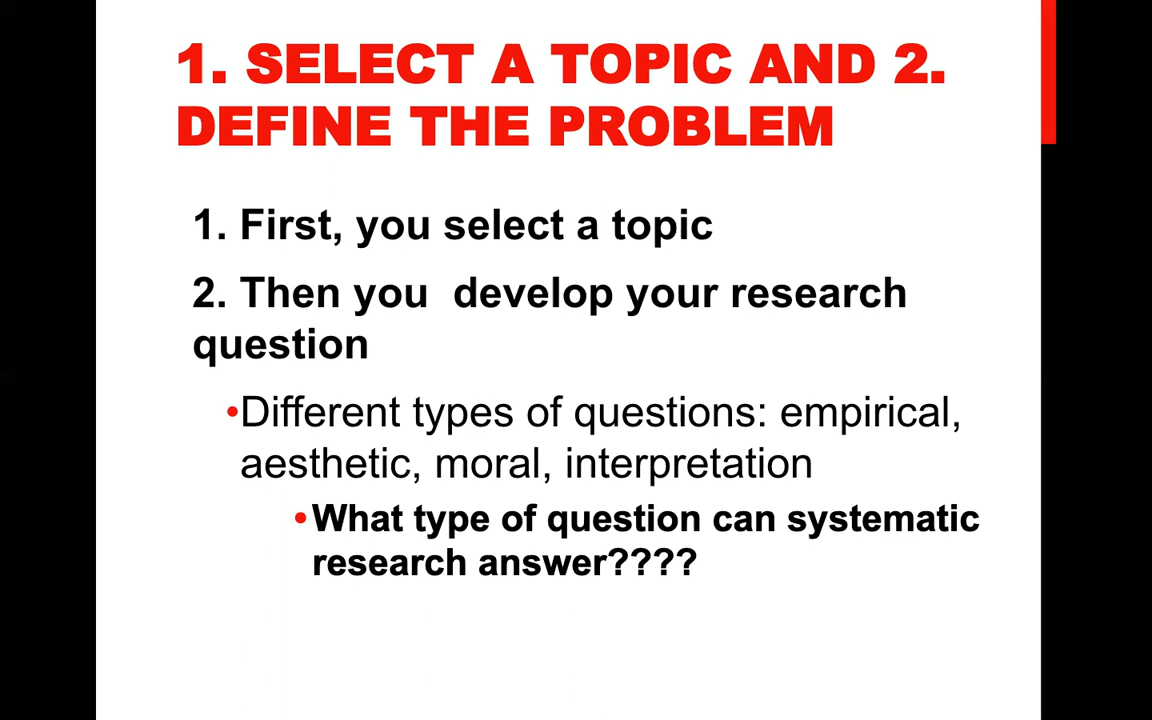 1. SELECT A TOPIC AND 2.
DEFINE THE PROBLEM
1. First, you select a topic
2. Then you  develop your research
question
•Different types of questions: empirical,
aesthetic, moral, interpretation
•What type of question can systematic
research answer????